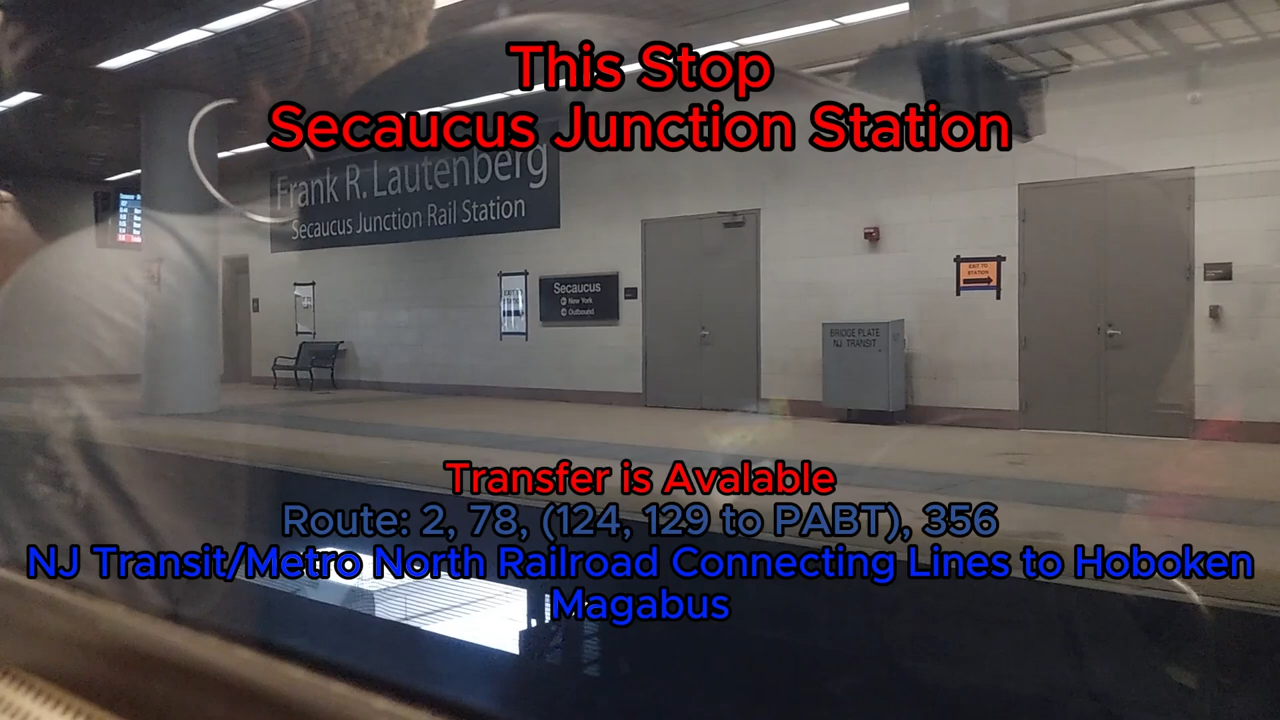 This Stop
Secaucus Junction Station
Frank R. Lautenberg
Secaucus Junction Rail Station
Secaucus
New York
Outbound
EXIT TO
STATION
BRIDGE PLATE
NJ TRANSIT
Transfer is Avalable
Route: 2, 78, (124, 129 to PABT), 356
NJ Transit/Metro North Railroad Connecting Lines to Hoboken
Magabus